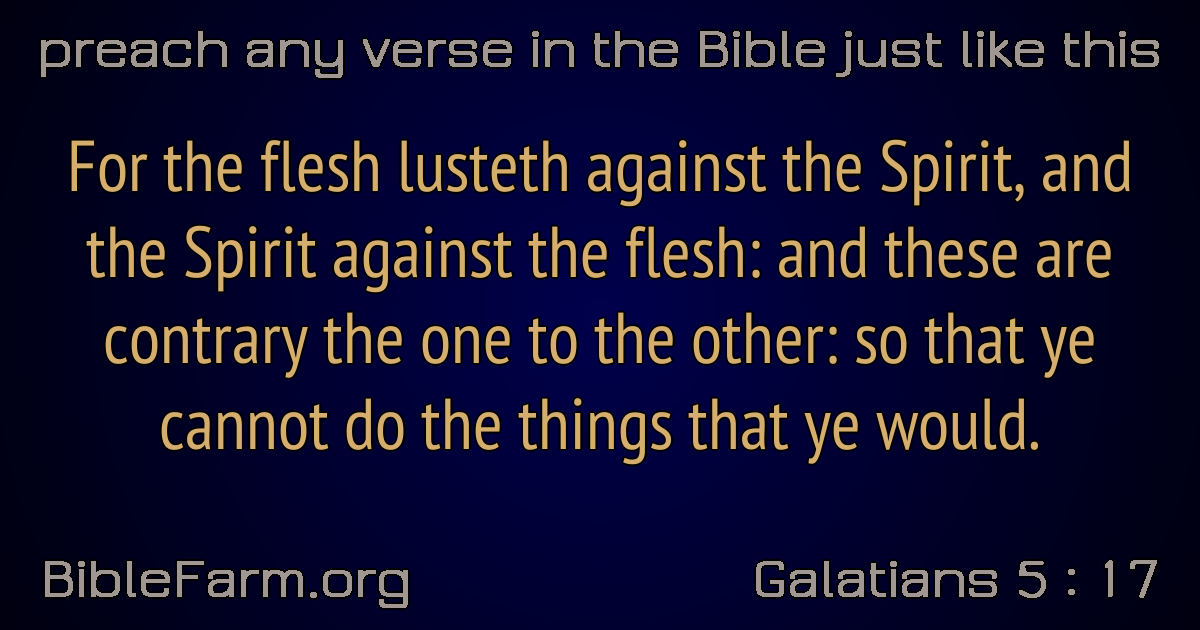 preach any verse in the Bible just like this
For the flesh lusteth against the Spirit, and
the Spirit against the flesh: and these are
contrary the one to the other: so that ye
cannot do the things that ye would.
BibleFarm.org
Galatians 5 : 17